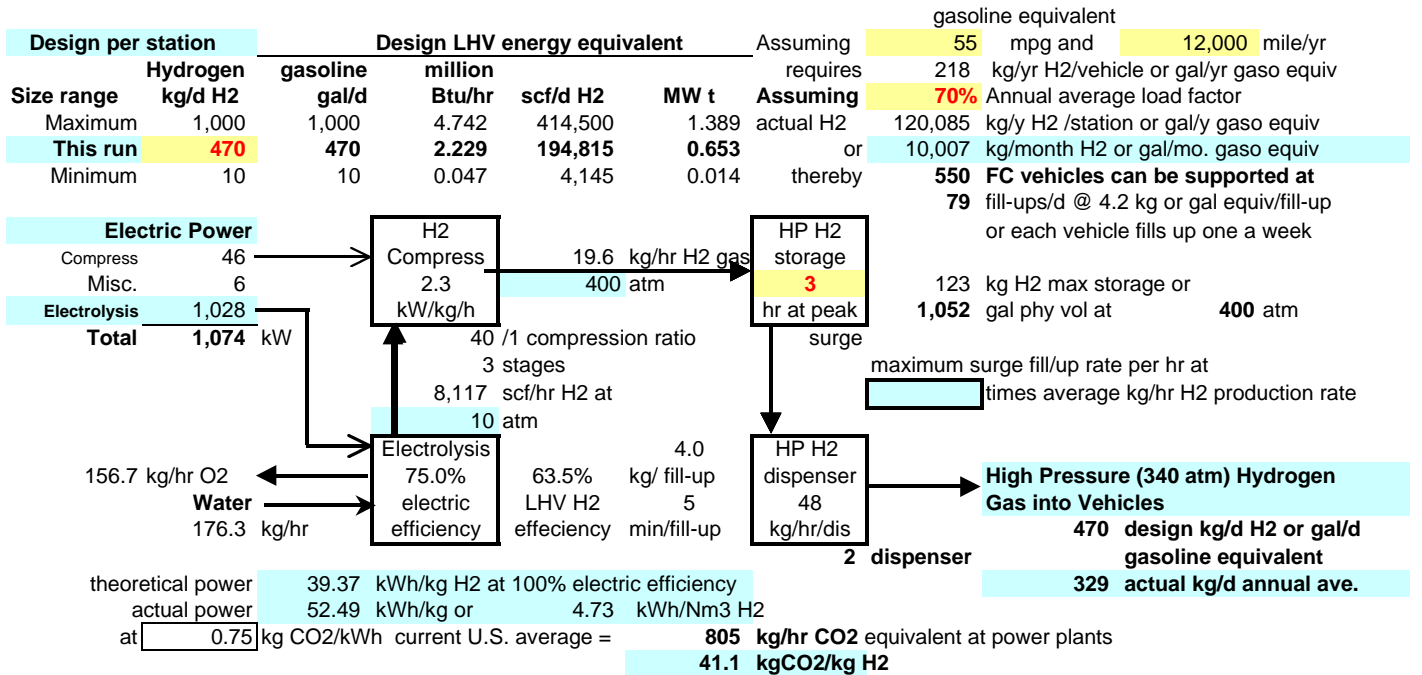 gasoline equivalent
Design per station Design LHV energy equivalent Assuming 55 mpg and 12,000 mile/yr
Hydrogen gasoline million requires 218 kg/yr H2/vehicle or gal/yr gaso equiv
Size range kg/d H2 gal/d Btu/hr scf/d H2 MW t Assuming 70% Annual average load factor
Maximum 1,000 1,000 4.742 414,500 1.389 actual H2 120,085 kg/y H2 /station or gal/y gaso equiv
This run 470 470 2.229 194,815 0.653 or 10,007 kg/month H2 or gal/mo. gaso equiv
Minimum 10 10 0.047 4,145 0.014 thereby 550 FC vehicles can be supported at
79 fill-ups/d @ 4.2 kg or gal equiv/fill-up
Electric Power H2 HP H2 or each vehicle fills up one a week
Compress 46 Compress 19.6 kg/hr H2 gas storage
Misc. 6 2.3 400 atm 3 123 kg H2 max storage or
Electrolysis 1,028 kW/kg/h hr at peak 1,052 gal phy vol at 400 atm
Total 1,074 kW 40 /1 compression ratio surge
3 stages maximum surge fill/up rate per hr at
8,117 scf/hr H2 at times average kg/hr H2 production rate
10 atm
Electrolysis 4.0 HP H2
156.7 kg/hr O2 75.0% 63.5% kg/ fill-up dispenser High Pressure (340 atm) Hydrogen
Water electric LHV H2 5 48 Gas into Vehicles
176.3 kg/hr efficiency effeciency min/fill-up kg/hr/dis 470 design kg/d H2 or gal/d
2 dispenser gasoline equivalent
theoretical power 39.37 kWh/kg H2 at 100% electric efficiency 329 actual kg/d annual ave.
actual power 52.49 kWh/kg or 4.73 kWh/Nm3 H2
at 0.75 kg CO2/kWh current U.S. average = 805 kg/hr CO2 equivalent at power plants
41.1 kgCO2/kg H2